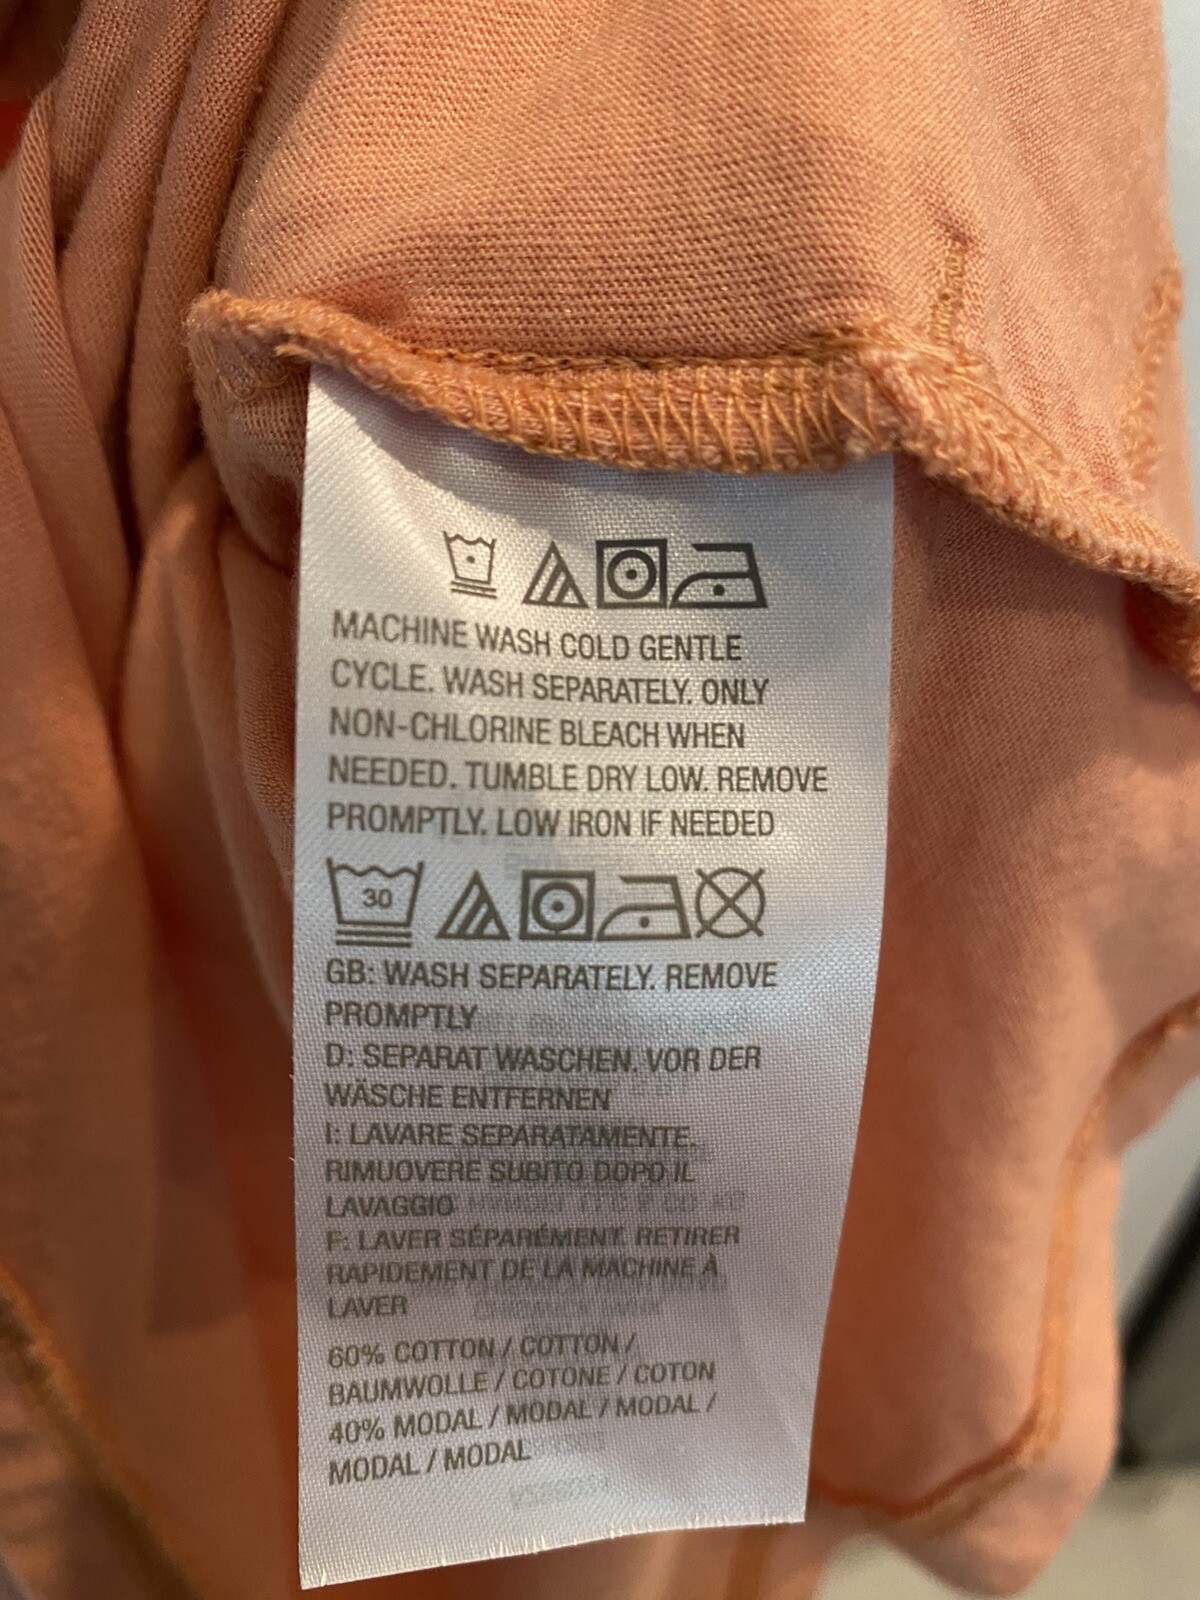 MACHINE WASH COLD GENTLE
CYCLE. WASH SEPARATELY. ONLY
NON-CHLORINE BLEACH WHEN
NEEDED. TUMBLE DRY LOW. REMOVE
PROMPTLY. LOW IRON IF NEEDED
30
GB: WASH SEPARATELY. REMOVE
PROMPTLY
D: SEPARAT WASCHEN. VOR DER
WÄSCHE ENTFERNEN
I: LAVARE SEPARATAMENTE.
RIMUOVERE SUBITO DOPO IL
LAVAGGIO
F: LAVER SÉPARÉMENT. RETIRER
RAPIDEMENT DE LA MACHINE À
LAVER
60% COTTON / COTTON /
BAUMWOLLE / COTONE / COTON
40% MODAL / MODAL / MODAL /
MODAL / MODAL